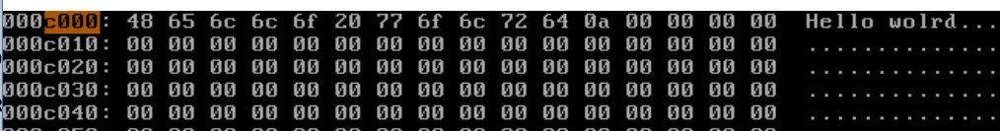 000c000: 48 65 6c 6c 6f 20 77 6f 6c 72 64 0a 00 00 00 00 Hello wolrd...
000c010: 00 00 00 00 00 00 00 00 00 00 00 00 00 00 00 00 ..............
000c020: 00 00 00 00 00 00 00 00 00 00 00 00 00 00 00 00 ..............
000c030: 00 00 00 00 00 00 00 00 00 00 00 00 00 00 00 00 ..............
000c040: 00 00 00 00 00 00 00 00 00 00 00 00 00 00 00 00 ..............